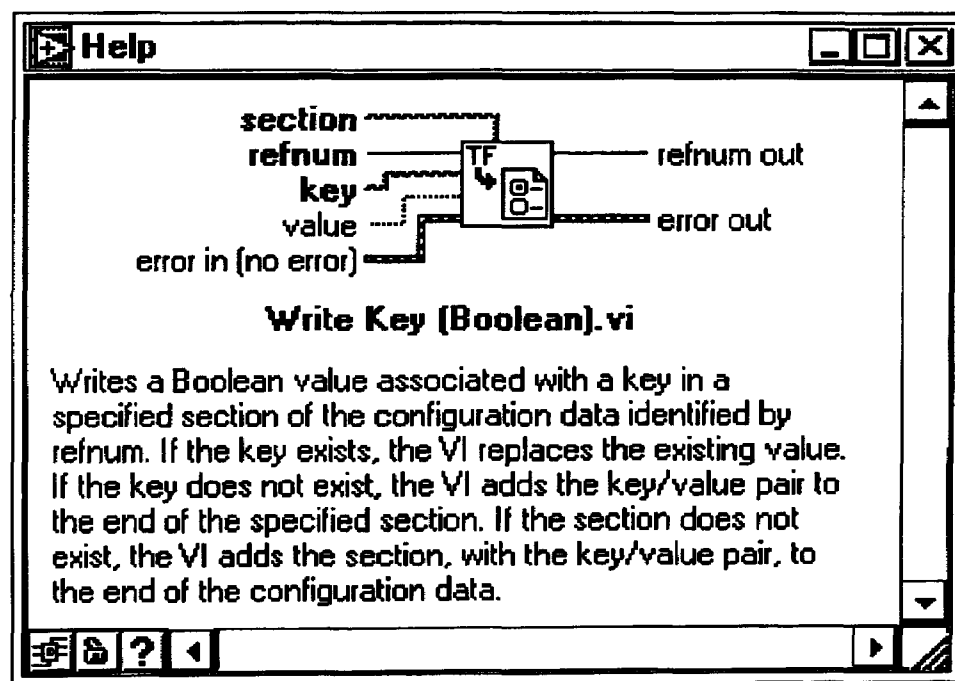 Help
section
refnum
key
value
error in (no error)
TF
refnum out
error out
Write Key (Boolean).vi
Writes a Boolean value associated with a key in a
specified section of the configuration data identified by
refnum. If the key exists, the VI replaces the existing value.
If the key does not exist, the VI adds the key/value pair to
the end of the specified section. If the section does not
exist, the VI adds the section, with the key/value pair, to
the end of the configuration data.
?